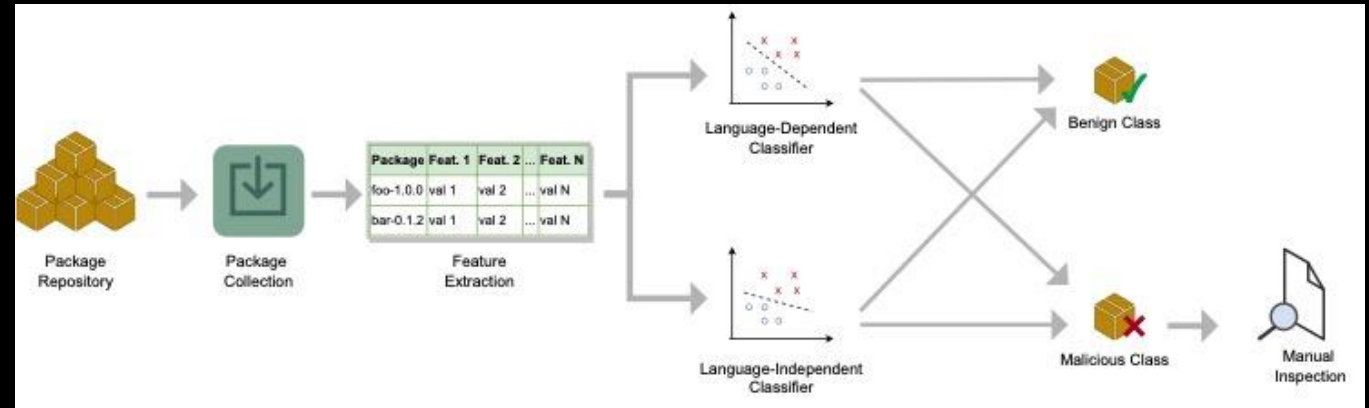 Package
Repository
Package
Collection
Package Feat. 1 Feat. 2 ... Feat. N
foo-1.0.0 val 1 val 2 ... val N
bar-0.1.2 val 1 val 2 ... val N
Feature
Extraction
Language-Dependent
Classifier
Language-Independent
Classifier
Benign Class
Malicious Class
Manual
Inspection